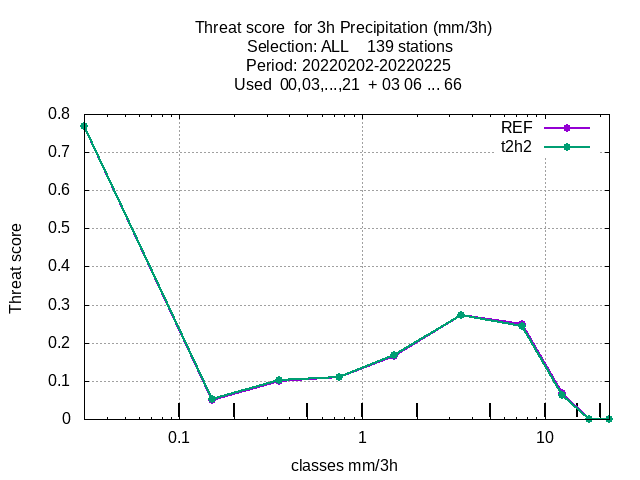 Threat score  for 3h Precipitation (mm/3h)
Selection: ALL    139 stations
Period: 20220202-20220225
Used  00,03,...,21  + 03 06 ... 66
REF
t2h2
0.8
0.7
0.6
0.5
0.4
0.3
0.2
0.1
0
Threat score
0.1
1
10
classes mm/3h